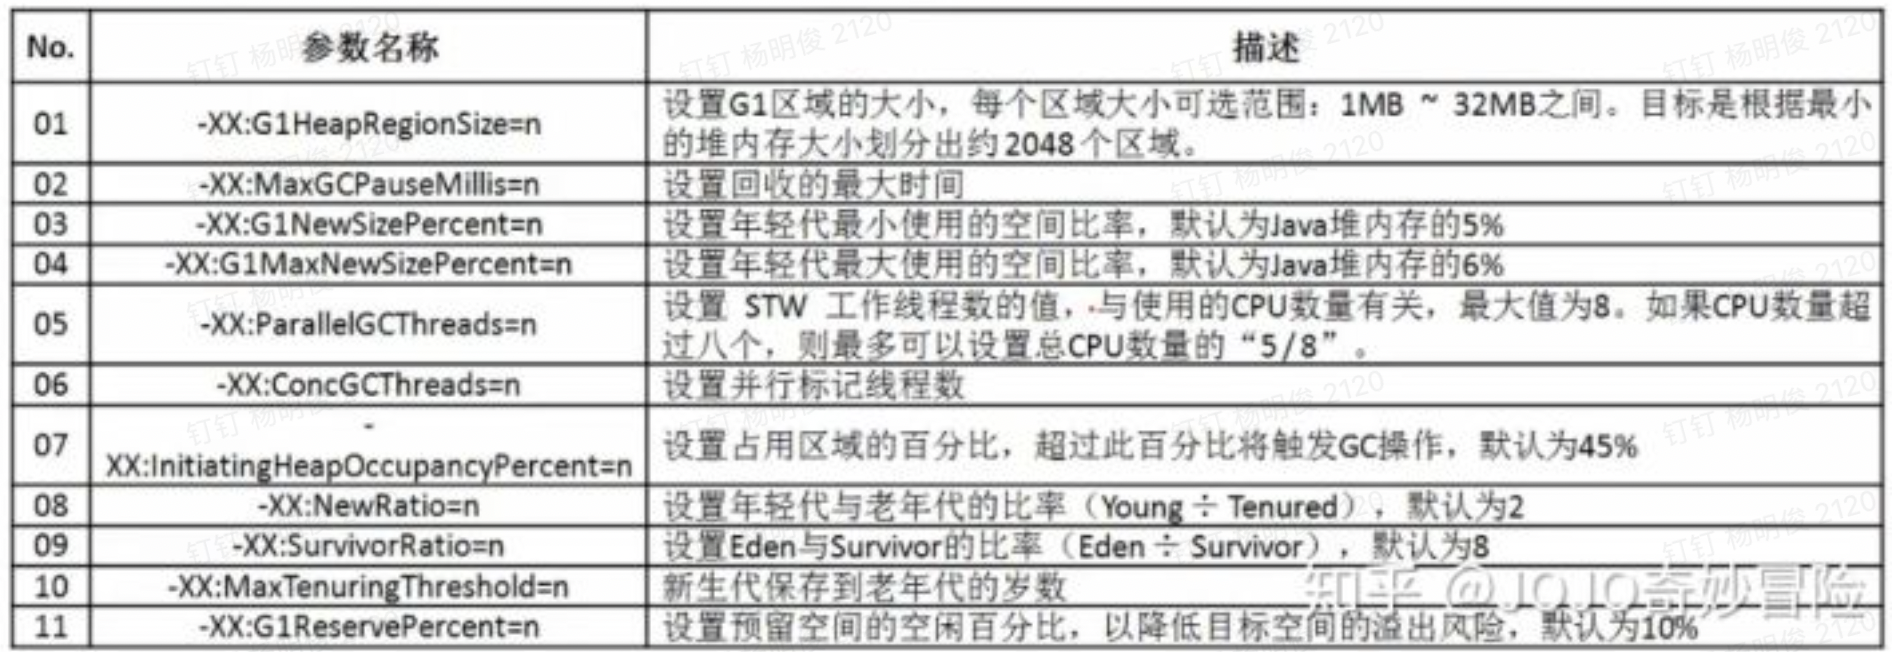 No. 参数名称 描述
01 -XX:G1HeapRegionSize=n 设置G1区域的大小，每个区域大小可选范围：1MB ~ 32MB之间。目标是根据最小
的堆内存大小划分出约2048个区域。
02 -XX:MaxGCPauseMillis=n 设置回收的最大时间
03 -XX:G1NewSizePercent=n 设置年轻代最小使用的空间比率，默认为Java堆内存的5%
04 -XX:G1MaxNewSizePercent=n 设置年轻代最大使用的空间比率，默认为Java堆内存的6%
05 -XX:ParallelGCThreads=n 设置 STW 工作线程数的值，与使用的CPU数量有关，最大值为8。如果CPU数量超
过八个，则最多可以设置总CPU数量的“5/8”。
06 -XX:ConcGCThreads=n 设置并行标记线程数
07 -
XX:InitiatingHeapOccupancyPercent=n 设置占用区域的百分比，超过此百分比将触发GC操作，默认为45%
08 -XX:NewRatio=n 设置年轻代与老年代的比率（Young ÷ Tenured），默认为2
09 -XX:SurvivorRatio=n 设置Eden与Survivor的比率（Eden ÷ Survivor），默认为8
10 -XX:MaxTenuringThreshold=n 新生代保存到老年代的岁数
11 -XX:G1ReservePercent=n 设置预留空间的空闲百分比，以降低目标空间的溢出风险，默认为10%
知乎 @JOJO奇妙冒险
钉钉 杨明俊 2120